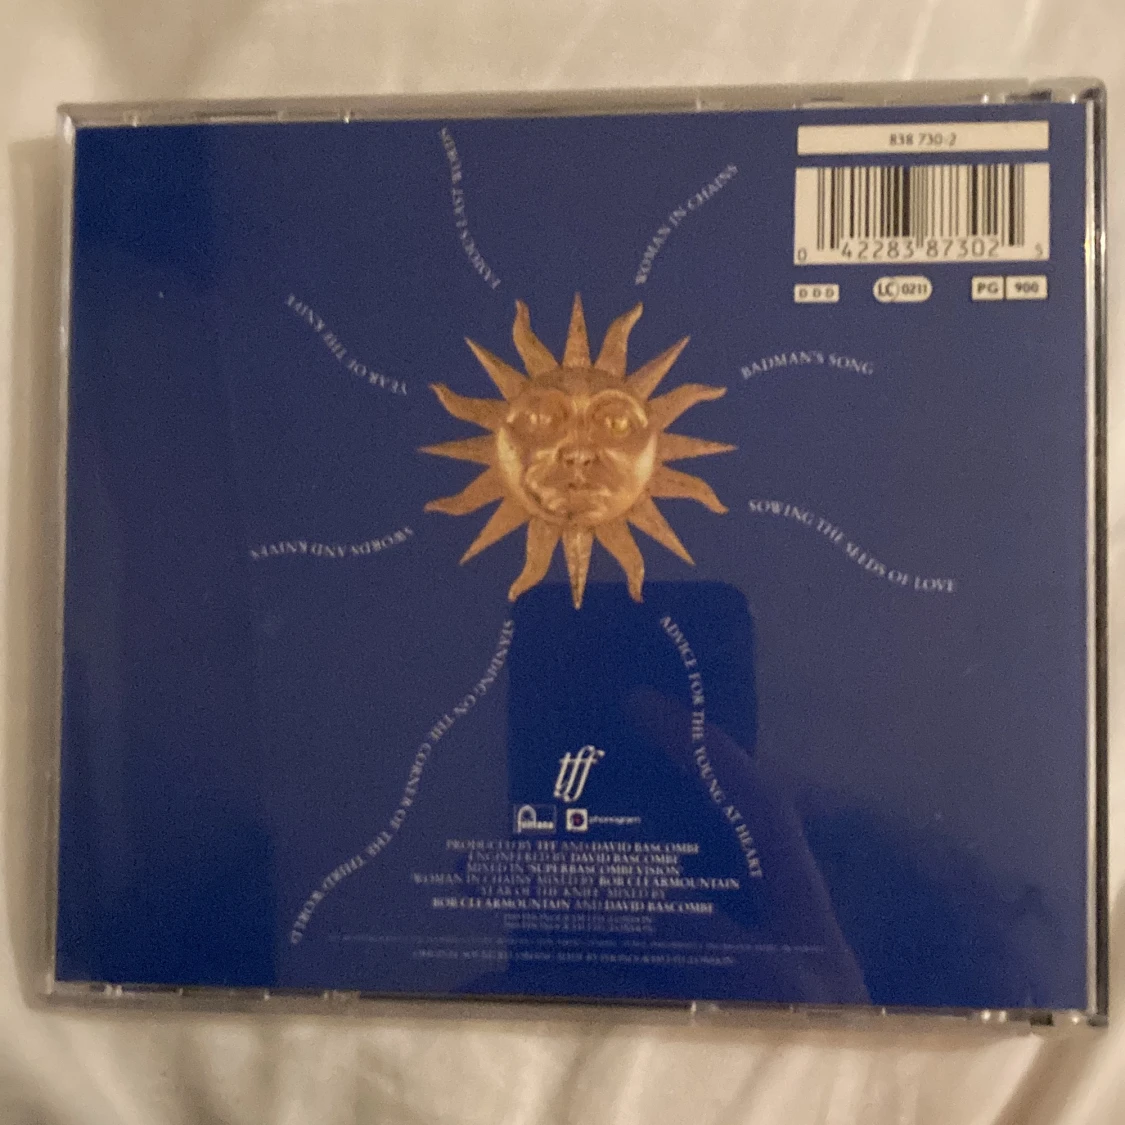 838 730-2
0 42283 87302 5
D D D
LC 0211
PG 900
WOMAN IN CHAINS
BADMAN'S SONG
SOWING THE SEEDS OF LOVE
ADVICE FOR THE YOUNG AT HEART
STANDING ON THE CORNER OF THE THIRD WORLD
SWORDS AND KNIVES
YEAR OF THE KNIFE
FAMOUS LAST WORDS
tff
fontana
phonogram
PRODUCED BY TFF AND DAVID BASCOMBE
ENGINEERED BY DAVID BASCOMBE
MIXED IN 'SUPERBASCOMBEVISION'
'WOMAN IN CHAINS' MIXED BY BOB CLEARMOUNTAIN
'YEAR OF THE KNIFE' MIXED BY
BOB CLEARMOUNTAIN AND DAVID BASCOMBE